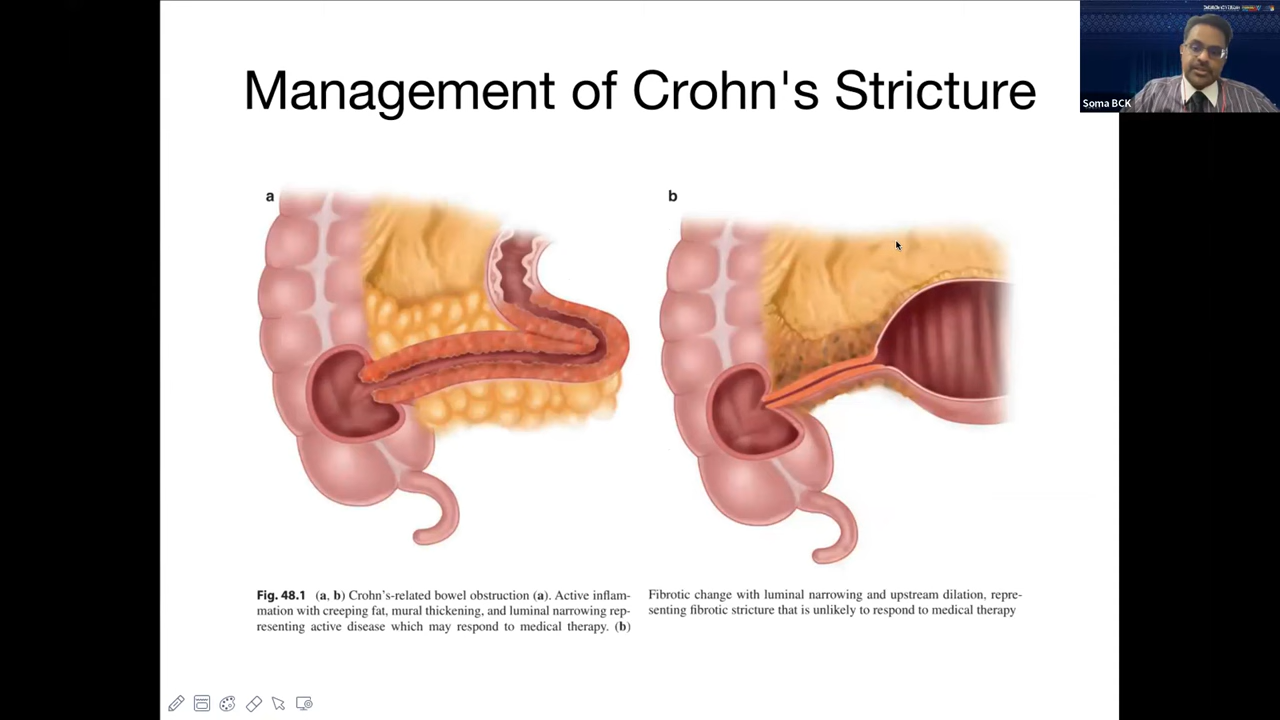 Management of Crohn's Stricture
Soma BCK
a
b
Fig. 48.1 (a, b) Crohn's-related bowel obstruction (a). Active inflam-
mation with creeping fat, mural thickening, and luminal narrowing rep-
resenting active disease which may respond to medical therapy. (b)
Fibrotic change with luminal narrowing and upstream dilation, repre-
senting fibrotic stricture that is unlikely to respond to medical therapy